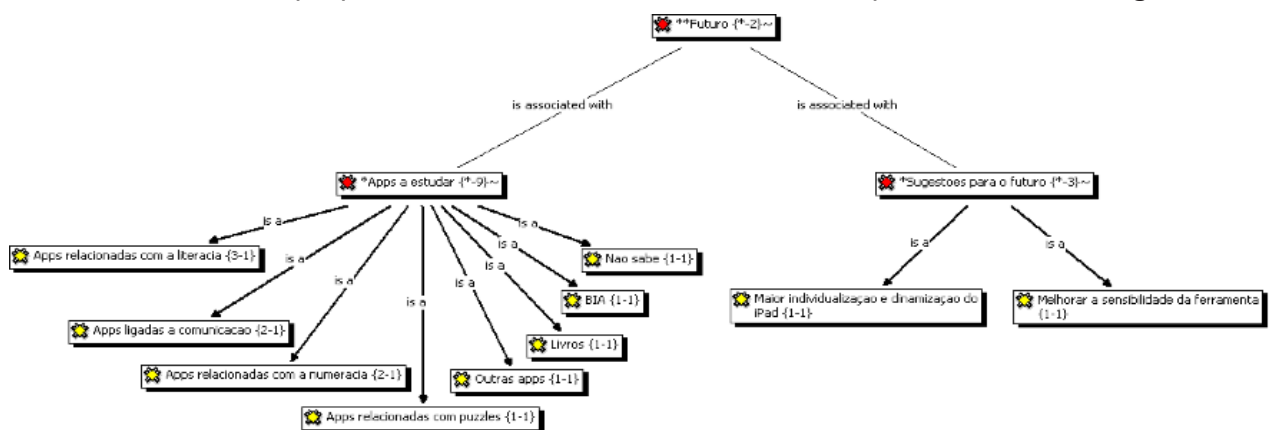 **Futuro {*-2}~
is associated with
is associated with
*Apps a estudar {*-9}~
*Sugestoes para o futuro {*-3}~
is a
is a
is a
is a
is a
is a
is a
is a
is a
is a
Apps relacionadas com a literacia {3-1}
Nao sabe {1-1}
BIA {1-1}
Maior individualizaçao e dinamizaçao do
iPad {1-1}
Melhorar a sensibilidade da ferramenta
{1-1}
Apps ligadas a comunicacao {2-1}
Livros {1-1}
Apps relacionadas com a numeracia {2-1}
Outras apps {1-1}
Apps relacionadas com puzzles {1-1}